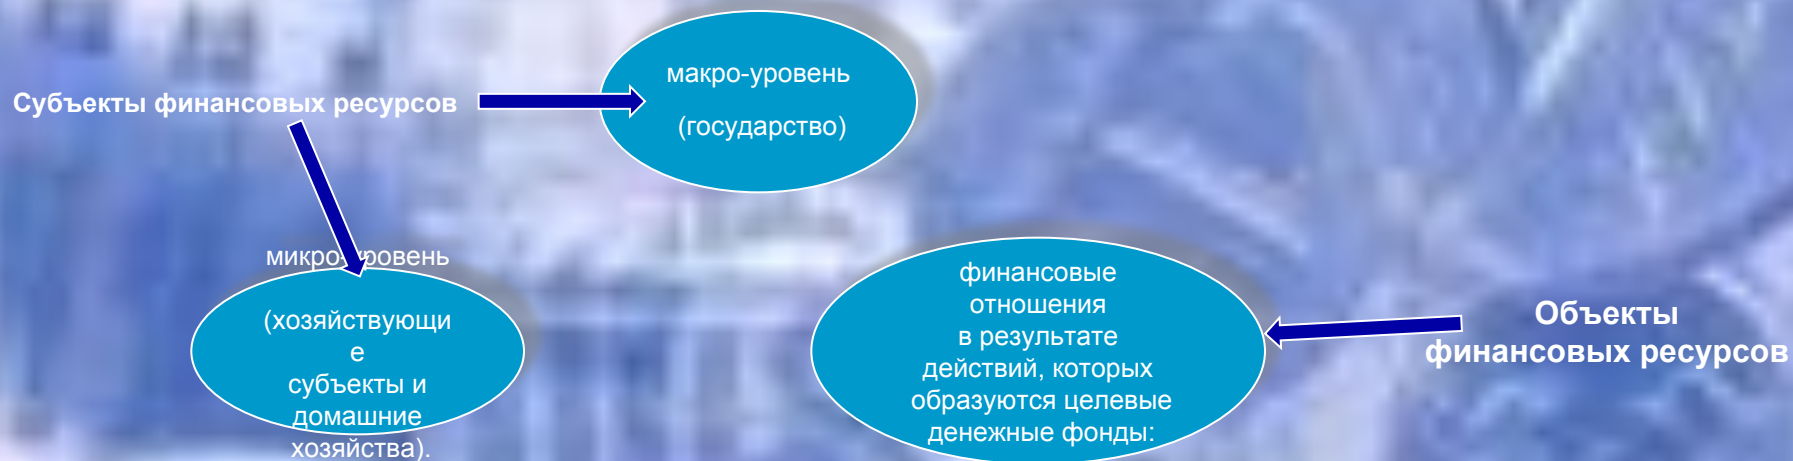 Субъекты финансовых ресурсов
макро-уровень
(государство)
микро-уровень
(хозяйствующи
е
субъекты и
домашние
хозяйства).
финансовые
отношения
в результате
действий, которых
образуются целевые
денежные фонды:
Объекты
финансовых ресурсов